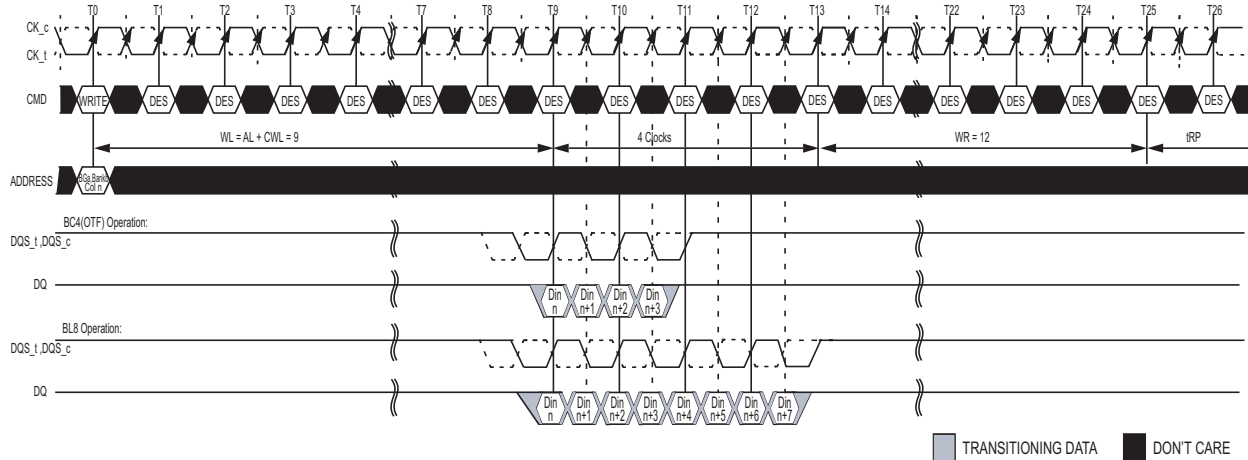 T0 T1 T2 T3 T4 T7 T8 T9 T10 T11 T12 T13 T14 T22 T23 T24 T25 T26
CK_c
CK_t
CMD WRITE DES DES DES DES DES DES DES DES DES DES DES DES DES DES DES DES DES
WL = AL + CWL = 9 4 Clocks WR = 12 tRP
ADDRESS BGa,Bankb
Col n
BC4(OTF) Operation:
DQS_t ,DQS_c
DQ Din Din Din Din
n n+1 n+2 n+3
BL8 Operation:
DQS_t ,DQS_c
DQ Din Din Din Din Din Din Din Din
n n+1 n+2 n+3 n+4 n+5 n+6 n+7
TRANSITIONING DATA DON'T CARE